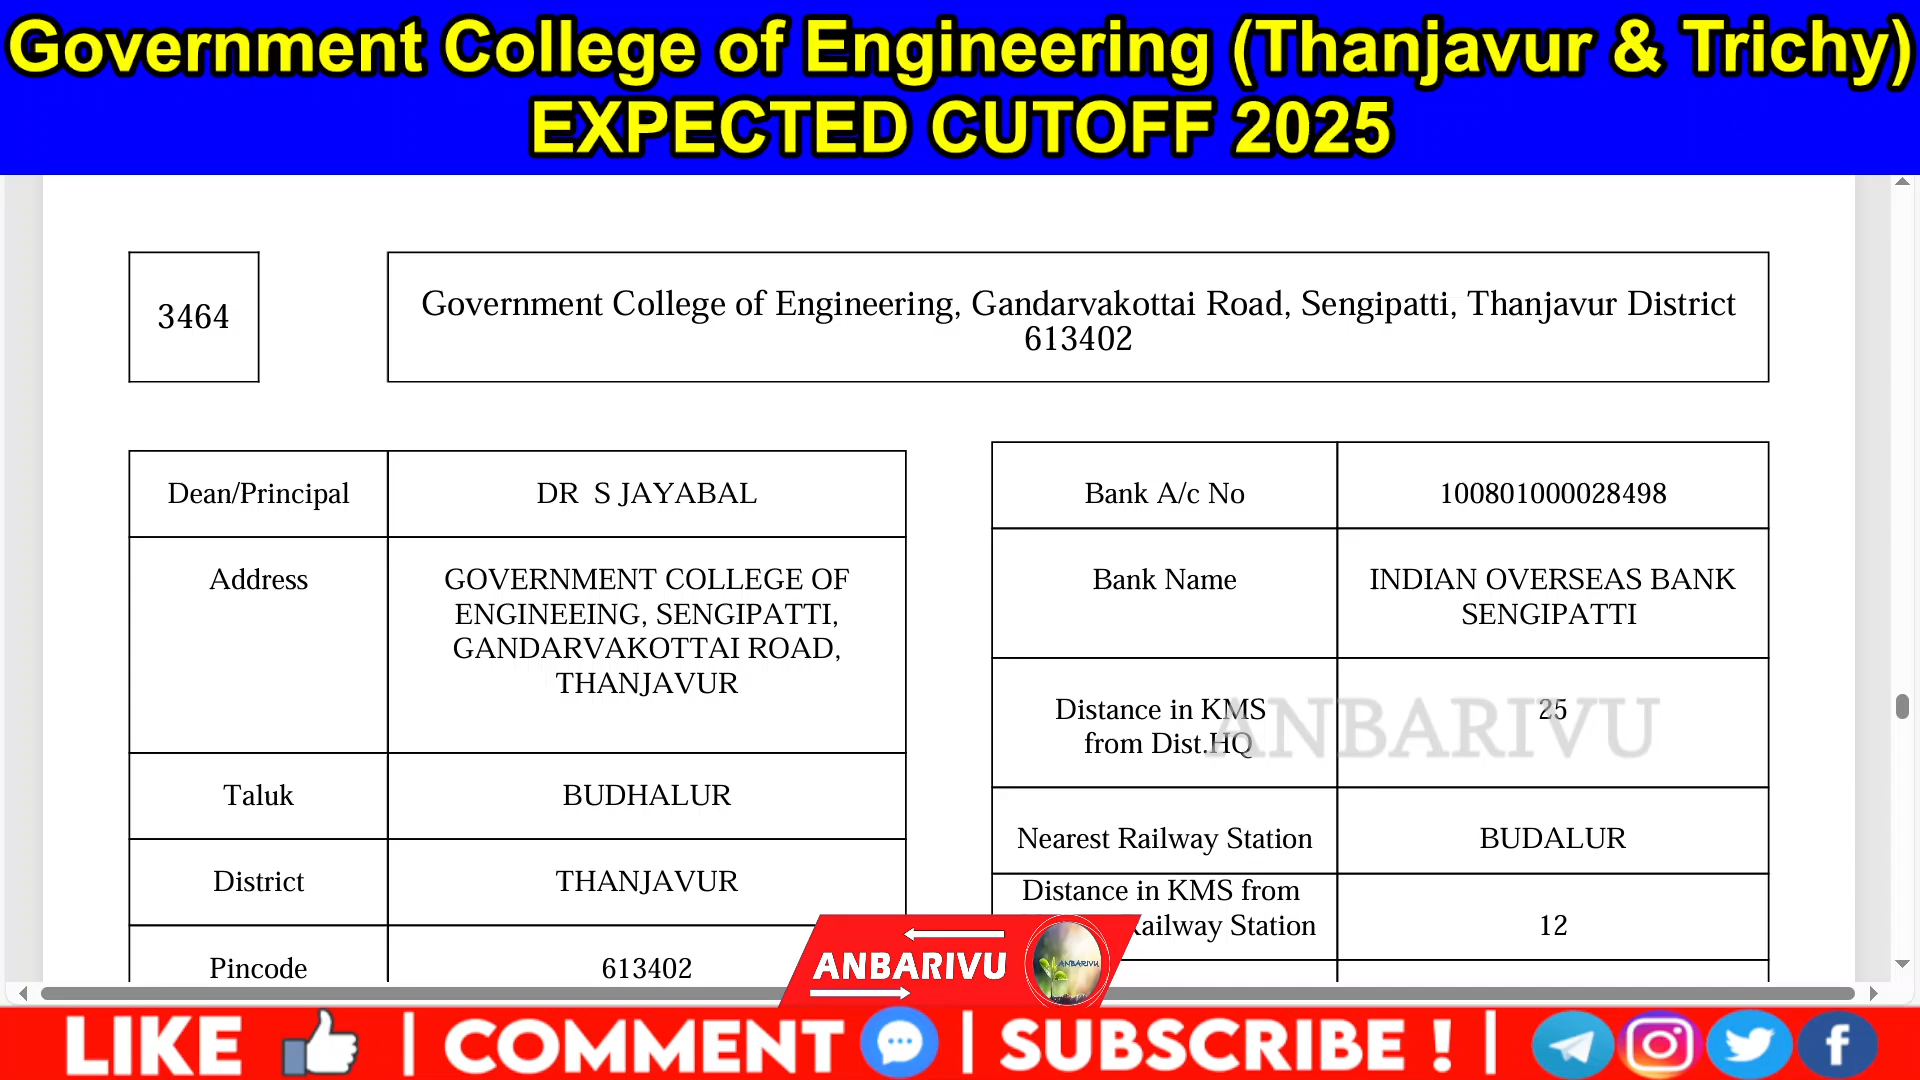 Government College of Engineering (Thanjavur & Trichy)
EXPECTED CUTOFF 2025
3464
Government College of Engineering, Gandarvakottai Road, Sengipatti, Thanjavur District
613402
Dean/Principal
DR S JAYABAL
Address
GOVERNMENT COLLEGE OF
ENGINEEING, SENGIPATTI,
GANDARVAKOTTAI ROAD,
THANJAVUR
Taluk
BUDHALUR
District
THANJAVUR
Pincode
613402
Bank A/c No
100801000028498
Bank Name
INDIAN OVERSEAS BANK
SENGIPATTI
Distance in KMS
from Dist.HQ
25
ANBARIVU
Nearest Railway Station
BUDALUR
Distance in KMS from
Railway Station
12
ANBARIVU
ANBARIVU
LIKE | COMMENT | SUBSCRIBE ! |